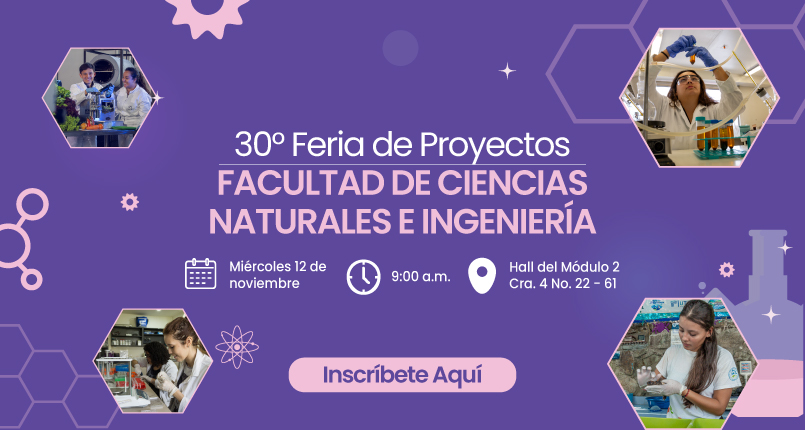 30º Feria de Proyectos
FACULTAD DE CIENCIAS
NATURALES E INGENIERÍA
Miércoles 12 de
noviembre
9:00 a.m.
Hall del Módulo 2
Cra. 4 No. 22 - 61
Inscríbete Aquí